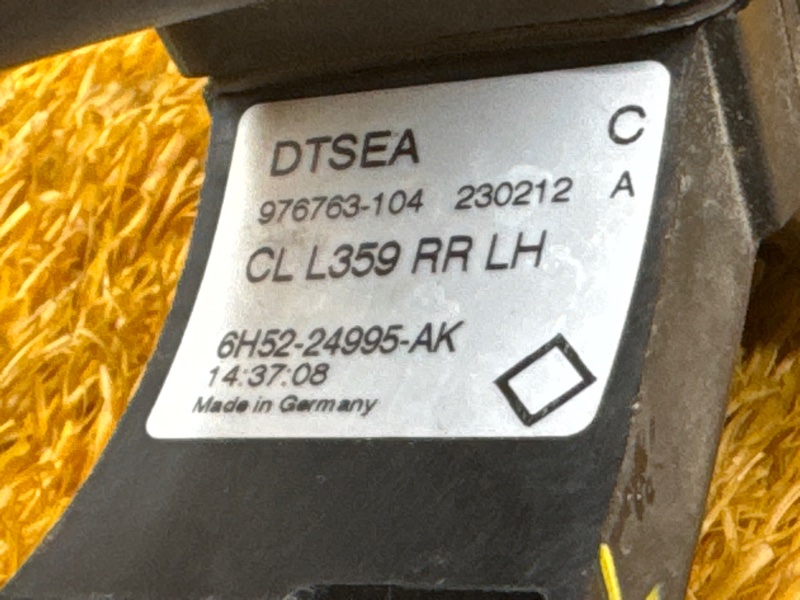 DTSEA C
976763-104 230212 A
CL L359 RR LH
6H52-24995-AK
14:37:08
Made in Germany